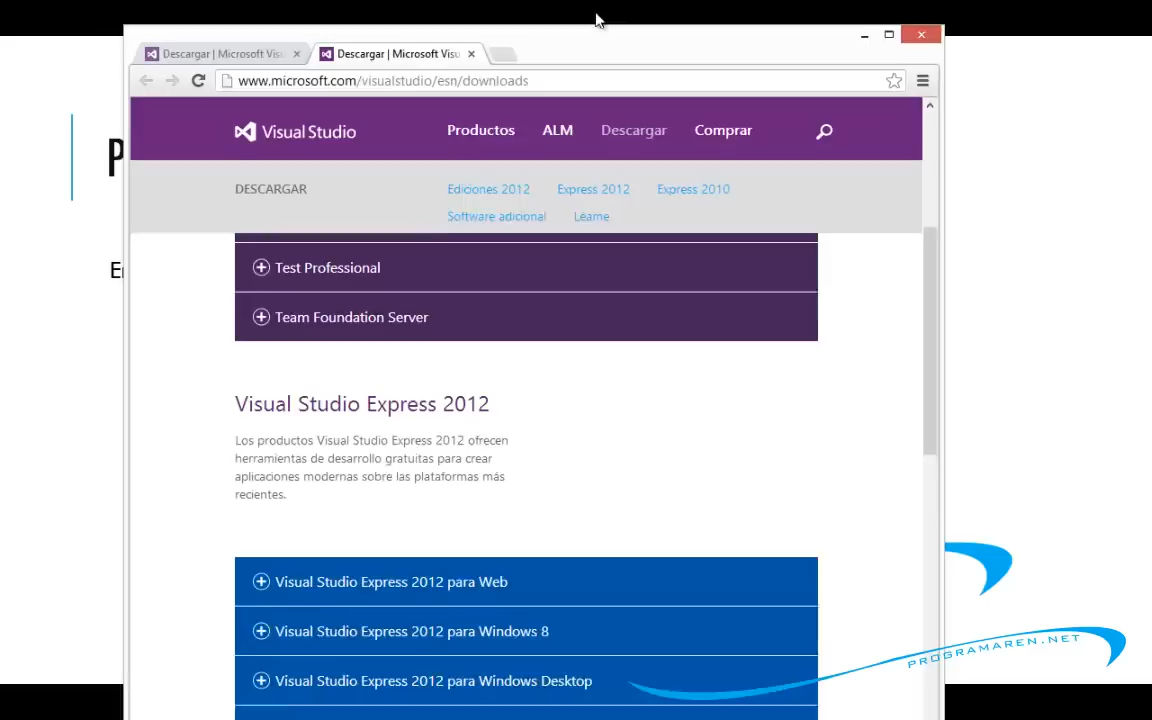 Descargar | Microsoft Visu
Descargar | Microsoft Visu
www.microsoft.com/visualstudio/esn/downloads
Visual Studio
Productos
ALM
Descargar
Comprar
DESCARGAR
Ediciones 2012
Express 2012
Express 2010
Software adicional
Léame
P
En
Test Professional
Team Foundation Server
Visual Studio Express 2012
Los productos Visual Studio Express 2012 ofrecen
herramientas de desarrollo gratuitas para crear
aplicaciones modernas sobre las plataformas más
recientes.
Visual Studio Express 2012 para Web
Visual Studio Express 2012 para Windows 8
Visual Studio Express 2012 para Windows Desktop
PROGRAMAREN.NET